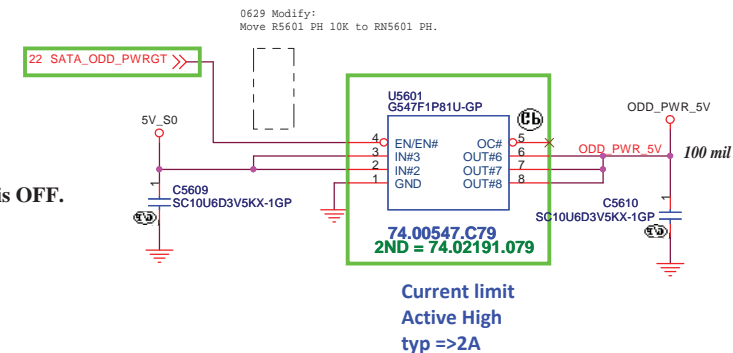 0629 Modify:
Move R5601 PH 10K to RN5601 PH.
22 SATA_ODD_PWRGT
U5601
G547F1P81U-GP
5V_S0
ODD_PWR_5V
4 EN/EN# OC# 5
3 IN#3 OUT#6 6
2 IN#2 OUT#7 7
1 GND OUT#8 8
ODD_PWR_5V
100 mil
is OFF.
1
C5609
SC10U6D3V5KX-1GP
1
C5610
SC10U6D3V5KX-1GP
74.00547.C79
2ND = 74.02191.079
Current limit
Active High
typ =>2A